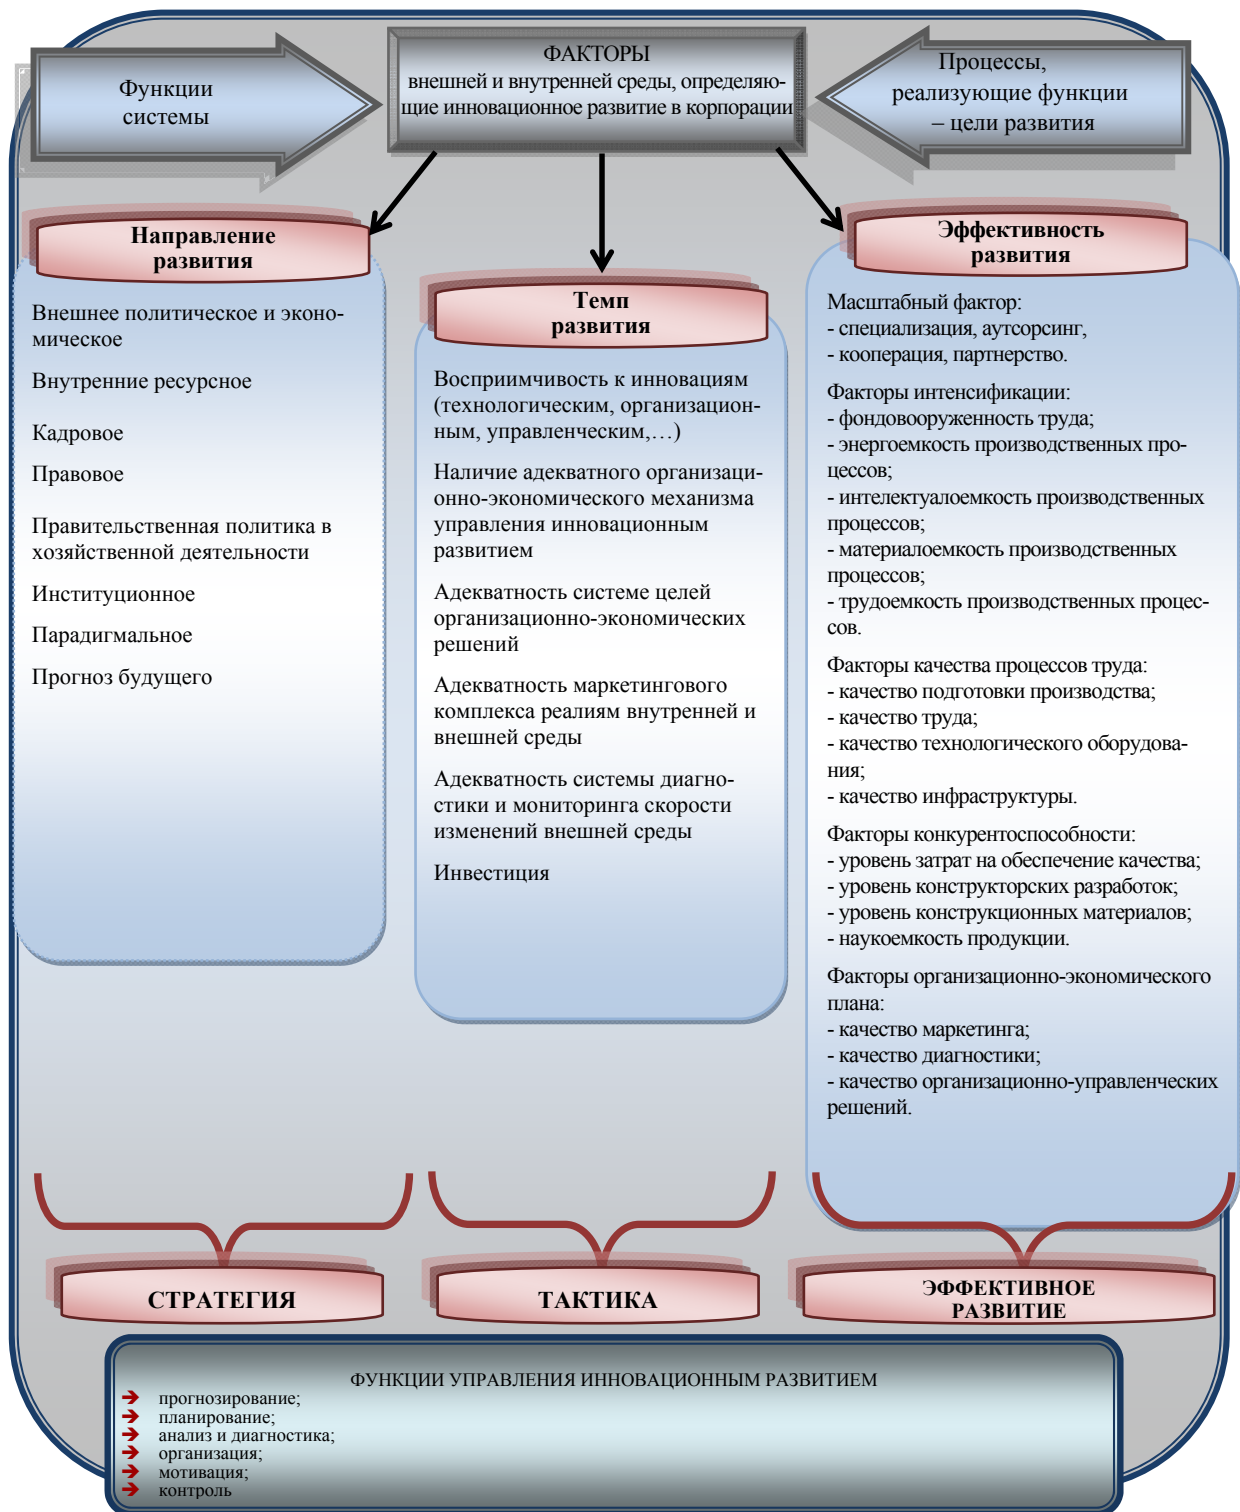 Функции
системы
ФАКТОРЫ
внешней и внутренней среды, определяю-
щие инновационное развитие в корпорации
Процессы,
реализующие функции
– цели развития
Направление
развития
Внешнее политическое и эконо-
мическое
Внутренние ресурсное
Кадровое
Правовое
Правительственная политика в
хозяйственной деятельности
Институционное
Парадигмальное
Прогноз будущего
Темп
развития
Восприимчивость к инновациям
(технологическим, организацион-
ным, управленческим,…)
Наличие адекватного организаци-
онно-экономического механизма
управления инновационным
развитием
Адекватность системе целей
организационно-экономических
решений
Адекватность маркетингового
комплекса реалиям внутренней и
внешней среды
Адекватность системы диагно-
стики и мониторинга скорости
изменений внешней среды
Инвестиция
Эффективность
развития
Масштабный фактор:
- специализация, аутсорсинг,
- кооперация, партнерство.
Факторы интенсификации:
- фондовооруженность труда;
- энергоемкость производственных про-
цессов;
- интелектуалоемкость производственных
процессов;
- материалоемкость производственных
процессов;
- трудоемкость производственных процес-
сов.
Факторы качества процессов труда:
- качество подготовки производства;
- качество труда;
- качество технологического оборудова-
ния;
- качество инфраструктуры.
Факторы конкурентоспособности:
- уровень затрат на обеспечение качества;
- уровень конструкторских разработок;
- уровень конструкционных материалов;
- наукоемкость продукции.
Факторы организационно-экономического
плана:
- качество маркетинга;
- качество диагностики;
- качество организационно-управленческих
решений.
СТРАТЕГИЯ
ТАКТИКА
ЭФФЕКТИВНОЕ
РАЗВИТИЕ
ФУНКЦИИ УПРАВЛЕНИЯ ИННОВАЦИОННЫМ РАЗВИТИЕМ
➔ прогнозирование;
➔ планирование;
➔ анализ и диагностика;
➔ организация;
➔ мотивация;
➔ контроль